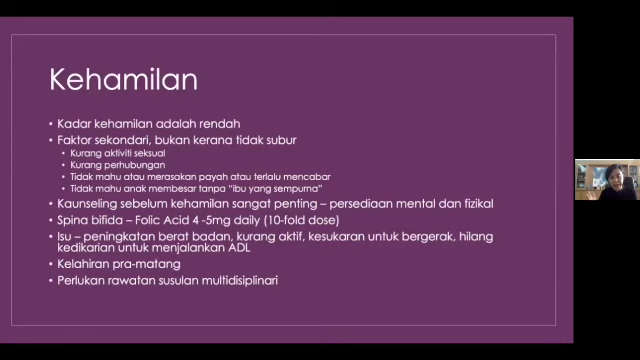 Kehamilan
• Kadar kehamilan adalah rendah
• Faktor sekondari, bukan kerana tidak subur
• Kurang aktiviti seksual
• Kurang perhubungan
• Tidak mahu atau merasakan payah atau terlalu mencabar
• Tidak mahu anak membesar tanpa “ibu yang sempurna”
• Kaunseling sebelum kehamilan sangat penting – persediaan mental dan fizikal
• Spina bifida – Folic Acid 4 -5mg daily (10-fold dose)
• Isu – peningkatan berat badan, kurang aktif, kesukaran untuk bergerak, hilang
kedikarian untuk menjalankan ADL
• Kelahiran pra-matang
• Perlukan rawatan susulan multidisiplinari